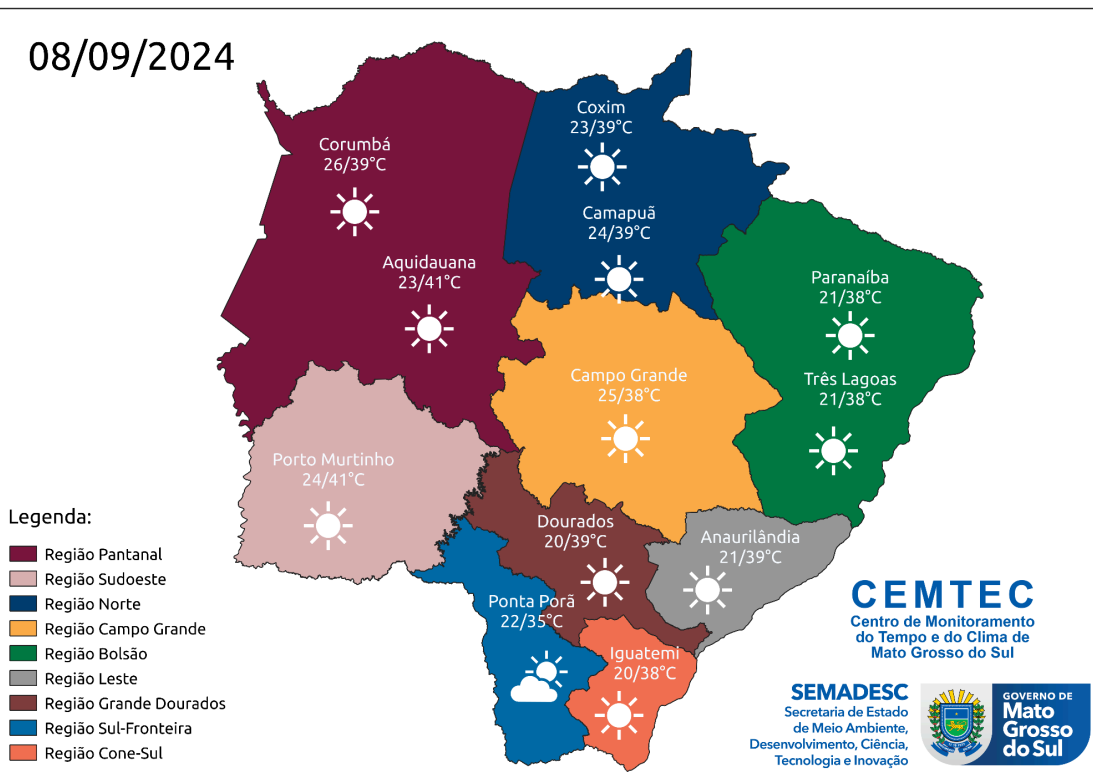 08/09/2024
Coxim
23/39°C
Corumbá
26/39°C
Camapuã
24/39°C
Aquidauana
23/41°C
Paranaíba
21/38°C
Campo Grande
25/38°C
Três Lagoas
21/38°C
Porto Murtinho
24/41°C
Dourados
20/39°C
Anaurilândia
21/39°C
Ponta Porã
22/35°C
Iguatemi
20/38°C
Legenda:
Região Pantanal
Região Sudoeste
Região Norte
Região Campo Grande
Região Bolsão
Região Leste
Região Grande Dourados
Região Sul-Fronteira
Região Cone-Sul
CEMTEC
Centro de Monitoramento
do Tempo e do Clima de
Mato Grosso do Sul
SEMADESC
Secretaria de Estado
de Meio Ambiente,
Desenvolvimento, Ciência,
Tecnologia e Inovação
GOVERNO DE
Mato
Grosso
do Sul